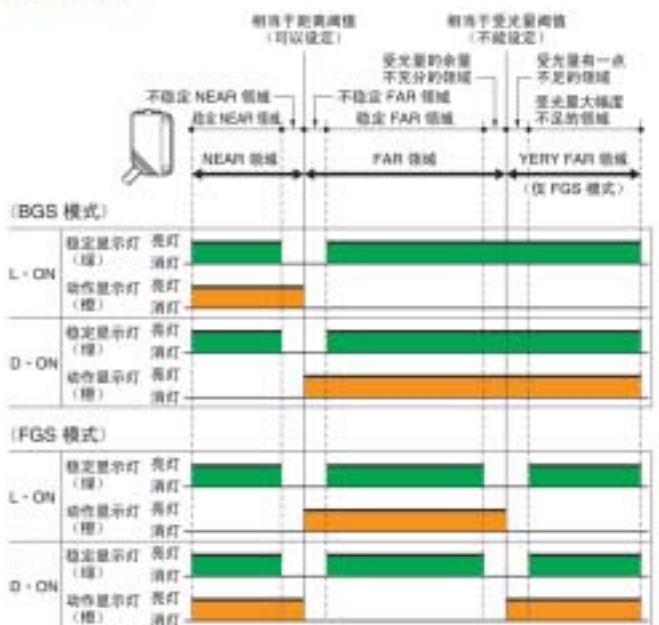 相当于距离阈值
（可以设定）
相当于受光量阈值
（不能设定）
受光量的余量
不充分的领域
受光量有一点
不足的领域
不稳定 NEAR 领域
不稳定 FAR 领域
受光量大幅度
不足的领域
稳定 NEAR 领域
稳定 FAR 领域
NEAR 领域
FAR 领域
YERY FAR 领域
（仅 FGS 模式）
（BGS 模式）
L - ON
稳定显示灯
（绿）
亮灯
消灯
动作显示灯
（橙）
亮灯
消灯
D - ON
稳定显示灯
（绿）
亮灯
消灯
动作显示灯
（橙）
亮灯
消灯
（FGS 模式）
L - ON
稳定显示灯
（绿）
亮灯
消灯
动作显示灯
（橙）
亮灯
消灯
D - ON
稳定显示灯
（绿）
亮灯
消灯
动作显示灯
（橙）
亮灯
消灯